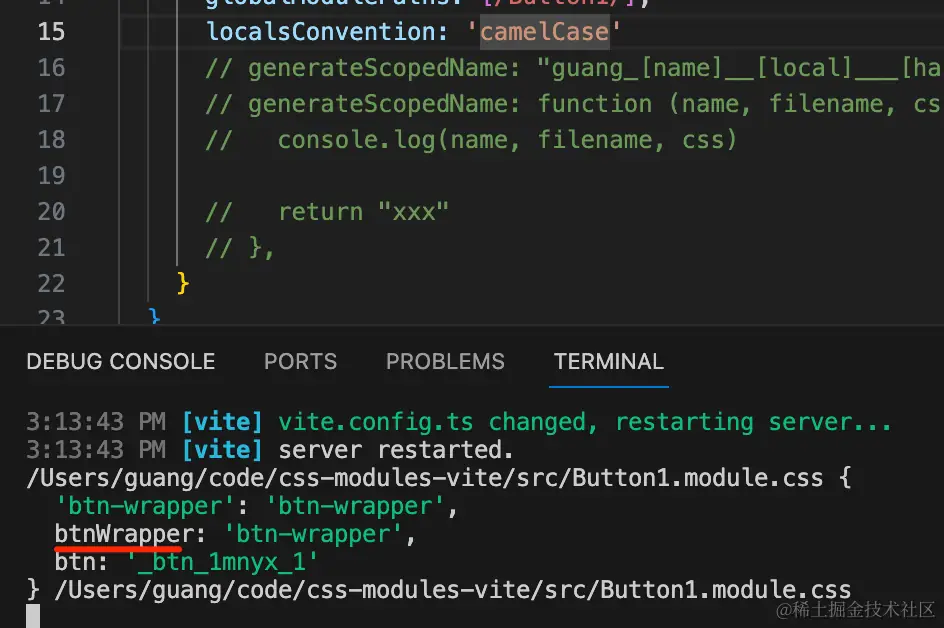 14 globalModulePaths: [/Button1/],
15 localsConvention: 'camelCase'
16 // generateScopedName: "guang_[name]__[local]___[ha
17 // generateScopedName: function (name, filename, cs
18 //   console.log(name, filename, css)
19
20 //   return "xxx"
21 // },
22 }
23 }
DEBUG CONSOLE PORTS PROBLEMS TERMINAL
3:13:43 PM [vite] vite.config.ts changed, restarting server...
3:13:43 PM [vite] server restarted.
/Users/guang/code/css-modules-vite/src/Button1.module.css {
'btn-wrapper': 'btn-wrapper',
btnWrapper: 'btn-wrapper',
btn: '_btn_1mnyx_1'
} /Users/guang/code/css-modules-vite/src/Button1.module.css
@稀土掘金技术社区